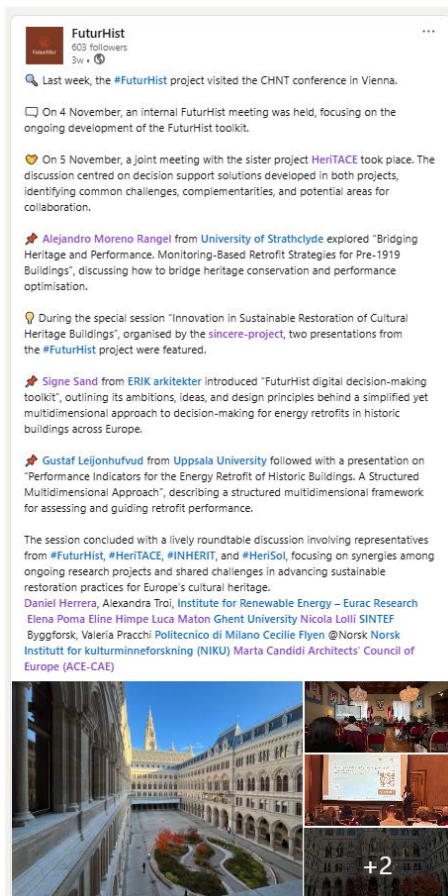 FuturHist
603 followers
3w •
🔍 Last week, the #FuturHist project visited the CHNT conference in Vienna.
💬 On 4 November, an internal FuturHist meeting was held, focusing on the
ongoing development of the FuturHist toolkit.
🤝 On 5 November, a joint meeting with the sister project HeriTACE took place. The
discussion centred on decision support solutions developed in both projects,
identifying common challenges, complementarities, and potential areas for
collaboration.
📌 Alejandro Moreno Rangel from University of Strathclyde explored “Bridging
Heritage and Performance. Monitoring-Based Retrofit Strategies for Pre-1919
Buildings”, discussing how to bridge heritage conservation and performance
optimisation.
💡 During the special session “Innovation in Sustainable Restoration of Cultural
Heritage Buildings”, organised by the sincere-project, two presentations from
the #FuturHist project were featured.
📌 Signe Sand from ERIK arkitekter introduced “FuturHist digital decision-making
toolkit”, outlining its ambitions, ideas, and design principles behind a simplified yet
multidimensional approach to decision-making for energy retrofits in historic
buildings across Europe.
📌 Gustaf Leijonhufvud from Uppsala University followed with a presentation on
“Performance Indicators for the Energy Retrofit of Historic Buildings. A Structured
Multidimensional Approach”, describing a structured multidimensional framework
for assessing and guiding retrofit performance.
The session concluded with a lively roundtable discussion involving representatives
from #FuturHist, #HeriTACE, #INHERIT, and #HeriSol, focusing on synergies among
ongoing research projects and shared challenges in advancing sustainable
restoration practices for Europe’s cultural heritage.
Daniel Herrera, Alexandra Troi, Institute for Renewable Energy – Eurac Research
Elena Poma Eline Himpe Luca Maton Ghent University Nicola Lolli SINTEF
Byggforsk, Valeria Pracchi Politecnico di Milano Cecilie Flyen @Norsk Norsk
Institutt for kulturminneforskning (NIKU) Marta Candidi Architects' Council of
Europe (ACE-CAE)
+2